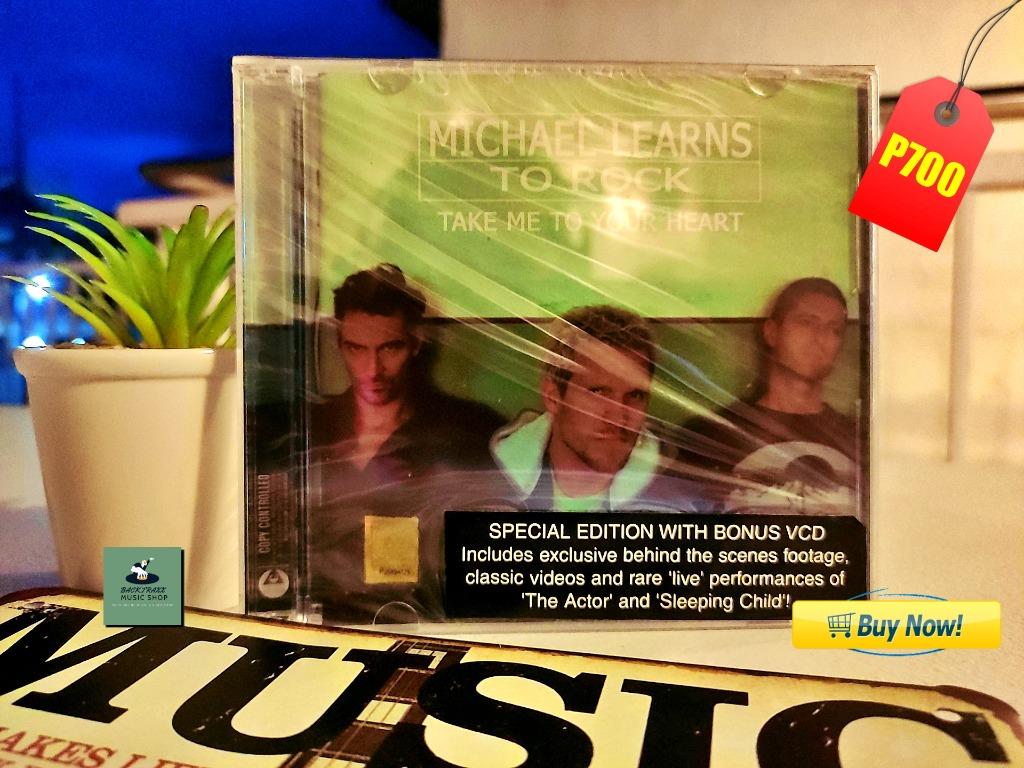 MICHAEL LEARNS
TO ROCK
TAKE ME TO YOUR HEART
P700
COPY CONTROLLED
SPECIAL EDITION WITH BONUS VCD
Includes exclusive behind the scenes footage,
classic videos and rare 'live' performances of
'The Actor' and 'Sleeping Child'!
BACKTRAXX
MUSIC SHOP
Buy Now!
MUSIC
MAKES LI